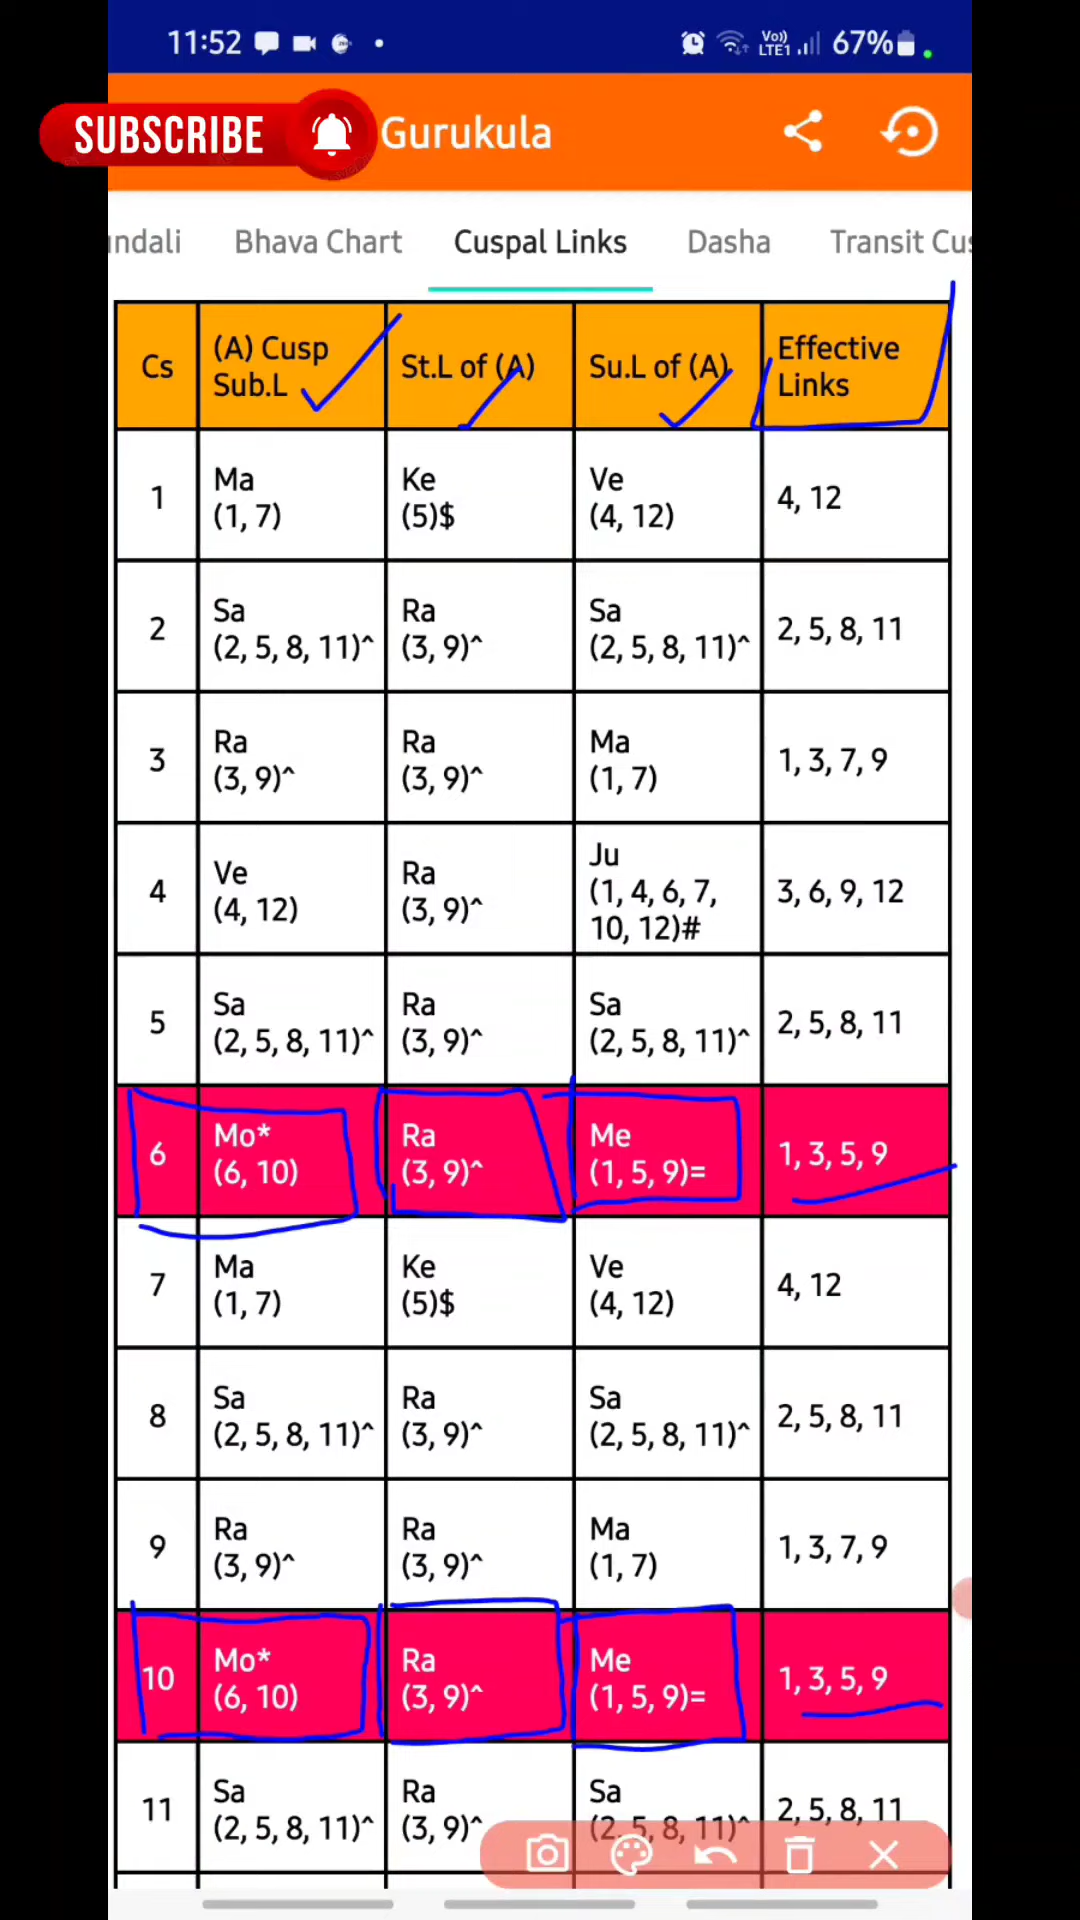 11:52
Vo)) LTE1 67%
SUBSCRIBE
Gurukula
ndali Bhava Chart Cuspal Links Dasha Transit Cus
Cs
(A) Cusp
Sub.L
St.L of (A)
Su.L of (A)
Effective
Links
1
Ma
(1, 7)
Ke
(5)$
Ve
(4, 12)
4, 12
2
Sa
(2, 5, 8, 11)^
Ra
(3, 9)^
Sa
(2, 5, 8, 11)^
2, 5, 8, 11
3
Ra
(3, 9)^
Ra
(3, 9)^
Ma
(1, 7)
1, 3, 7, 9
4
Ve
(4, 12)
Ra
(3, 9)^
Ju
(1, 4, 6, 7,
10, 12)#
3, 6, 9, 12
5
Sa
(2, 5, 8, 11)^
Ra
(3, 9)^
Sa
(2, 5, 8, 11)^
2, 5, 8, 11
6
Mo*
(6, 10)
Ra
(3, 9)^
Me
(1, 5, 9)=
1, 3, 5, 9
7
Ma
(1, 7)
Ke
(5)$
Ve
(4, 12)
4, 12
8
Sa
(2, 5, 8, 11)^
Ra
(3, 9)^
Sa
(2, 5, 8, 11)^
2, 5, 8, 11
9
Ra
(3, 9)^
Ra
(3, 9)^
Ma
(1, 7)
1, 3, 7, 9
10
Mo*
(6, 10)
Ra
(3, 9)^
Me
(1, 5, 9)=
1, 3, 5, 9
11
Sa
(2, 5, 8, 11)^
Ra
(3, 9)^
Sa
(2, 5, 8, 11)^
2, 5, 8, 11